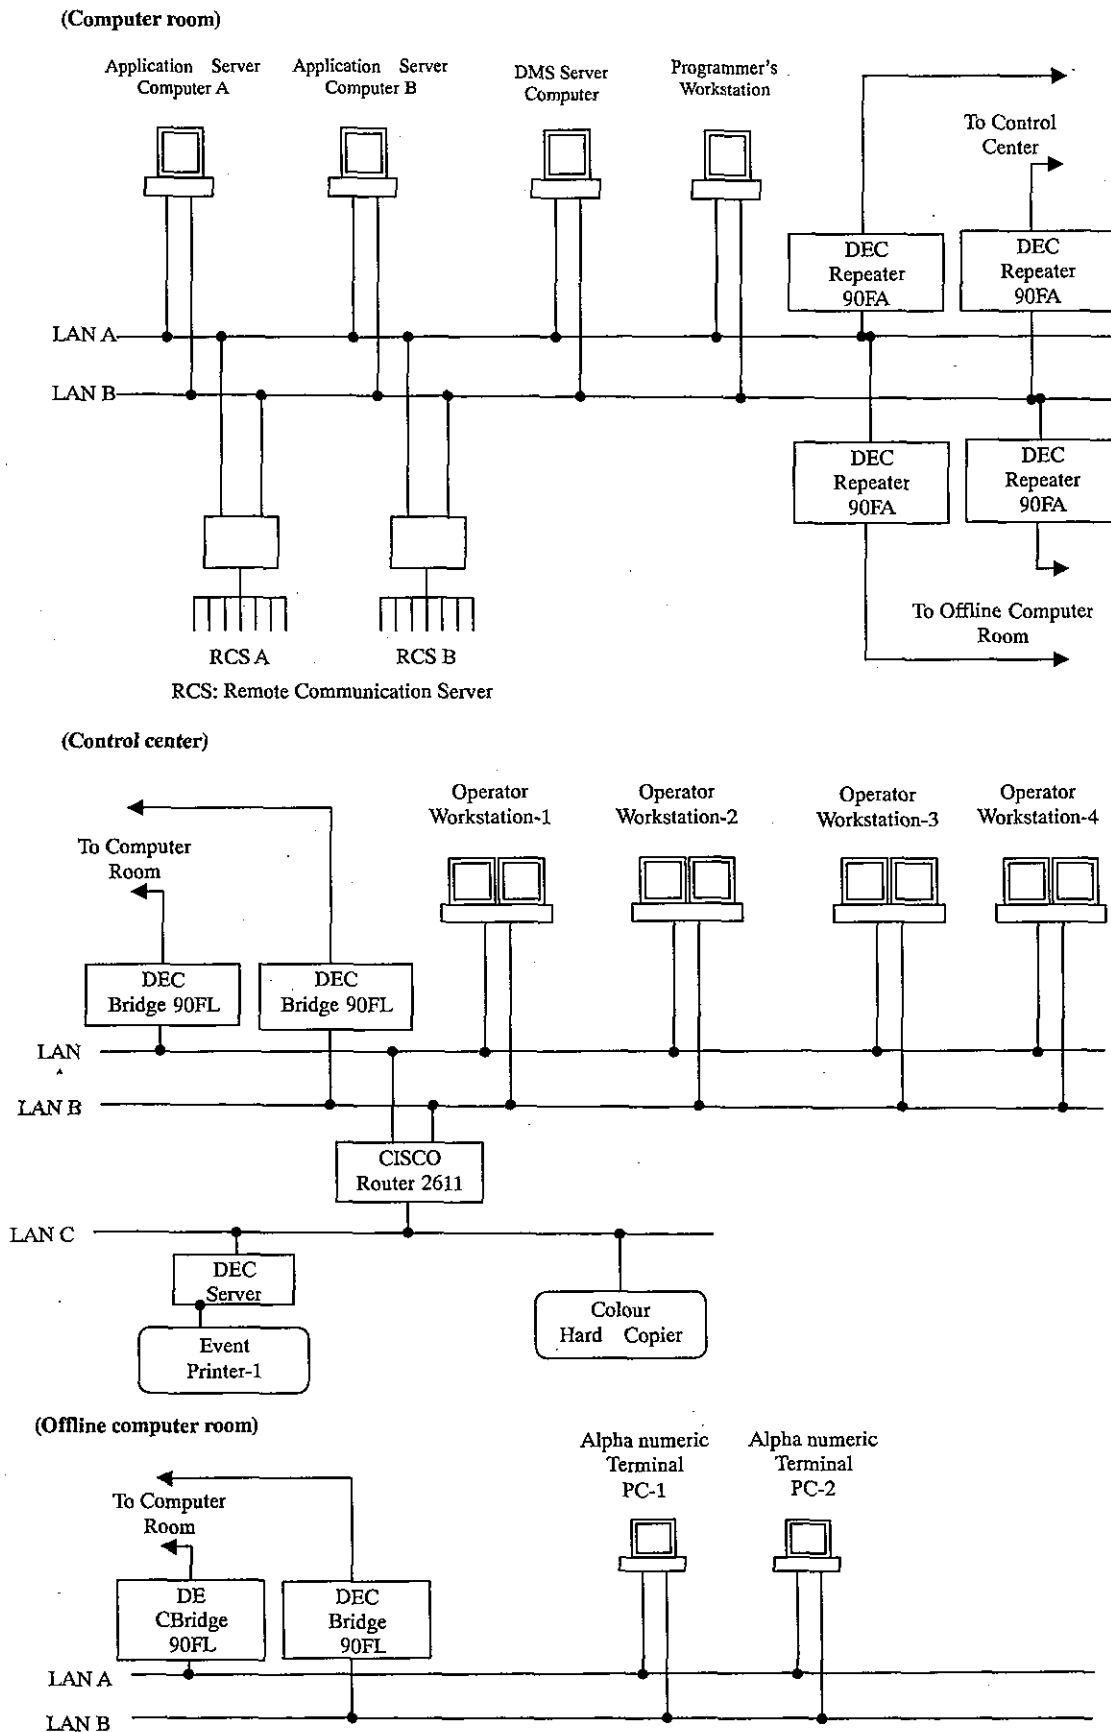 (Computer room)
Application Server
Computer A
Application Server
Computer B
DMS Server
Computer
Programmer's
Workstation
To Control
Center
DEC
Repeater
90FA
DEC
Repeater
90FA
LAN A
LAN B
DEC
Repeater
90FA
DEC
Repeater
90FA
To Offline Computer
Room
RCS A
RCS B
RCS: Remote Communication Server
(Control center)
Operator
Workstation-1
Operator
Workstation-2
Operator
Workstation-3
Operator
Workstation-4
To Computer
Room
DEC
Bridge 90FL
DEC
Bridge 90FL
LAN
A
LAN B
CISCO
Router 2611
LAN C
DEC
Server
Colour
Hard Copier
Event
Printer-1
(Offline computer room)
Alpha numeric
Terminal
PC-1
Alpha numeric
Terminal
PC-2
To Computer
Room
DE
CBridge
90FL
DEC
Bridge
90FL
LAN A
LAN B